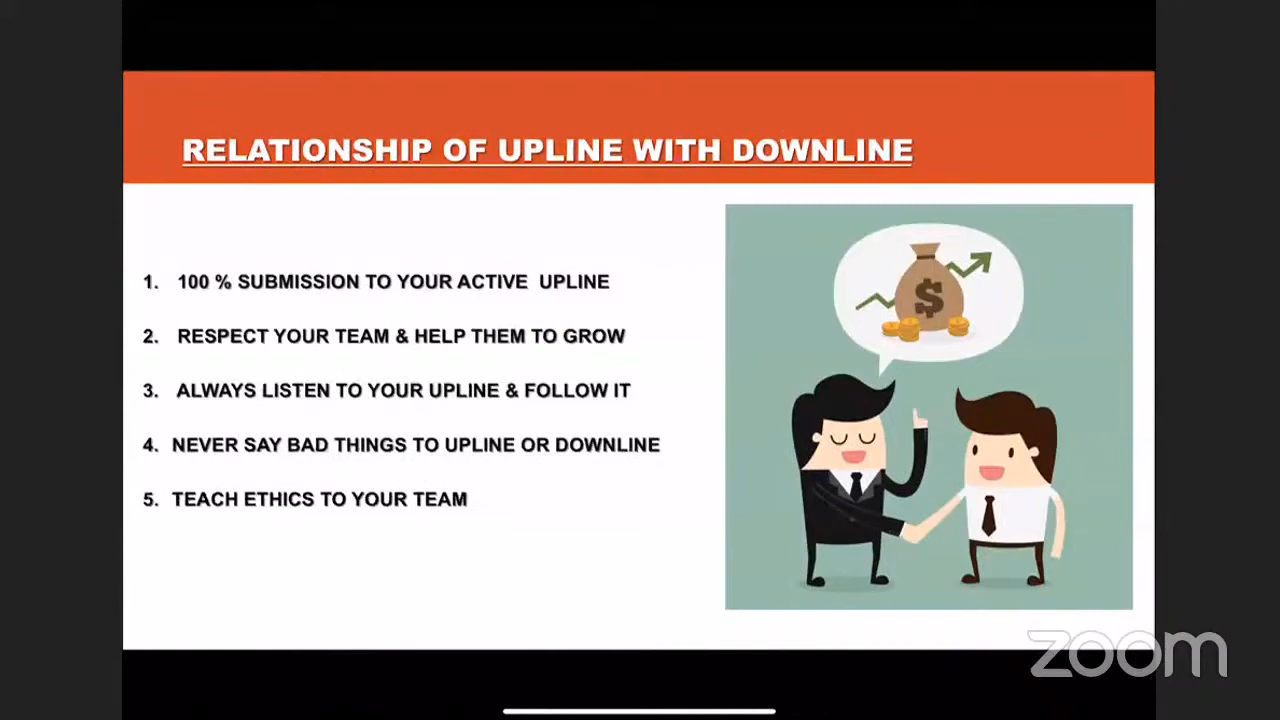 RELATIONSHIP OF UPLINE WITH DOWNLINE
1. 100 % SUBMISSION TO YOUR ACTIVE UPLINE
2. RESPECT YOUR TEAM & HELP THEM TO GROW
3. ALWAYS LISTEN TO YOUR UPLINE & FOLLOW IT
4. NEVER SAY BAD THINGS TO UPLINE OR DOWNLINE
5. TEACH ETHICS TO YOUR TEAM
$
zoom